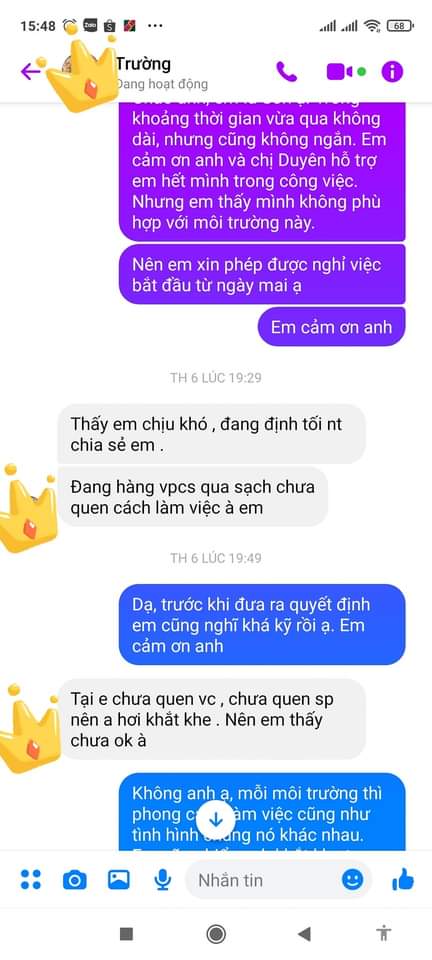 15:48
Zalo
68
Trường
Đang hoạt động
khoảng thời gian vừa qua không
dài, nhưng cũng không ngắn. Em
cảm ơn anh và chị Duyên hỗ trợ
em hết mình trong công việc.
Nhưng em thấy mình không phù
hợp với môi trường này.
Nên em xin phép được nghỉ việc
bắt đầu từ ngày mai ạ
Em cảm ơn anh
TH 6 LÚC 19:29
Thấy em chịu khó , đang định tối nt
chia sẻ em .
Đang hàng vpcs qua sạch chưa
quen cách làm việc à em
TH 6 LÚC 19:49
Dạ, trước khi đưa ra quyết định
em cũng nghĩ khá kỹ rồi ạ. Em
cảm ơn anh
Tại e chưa quen vc , chưa quen sp
nên a hơi khắt khe . Nên em thấy
chưa ok à
Không anh ạ, mỗi môi trường thì
phong làm việc cũng như
tình hình nó khác nhau.
Nhắn tin